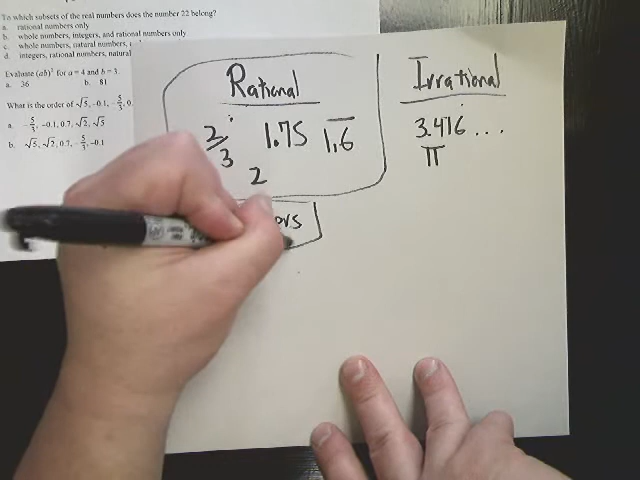 To which subsets of the real numbers does the number 22 belong?
a. rational numbers only
b. whole numbers, integers, and rational numbers only
c. whole numbers, natural numbers,
d. integers, rational numbers, natural
Evaluate (ab)² for a = 4 and b = 3.
a. 36 b. 81
What is the order of √5, -0.1, -5/3, 0.
a. -5/3, -0.1, 0.7, √2, √5
b. √5, √2, 0.7, -5/3, -0.1
Rational Irrational
2/3 1.75 1.6̅ 3.416...
2 π